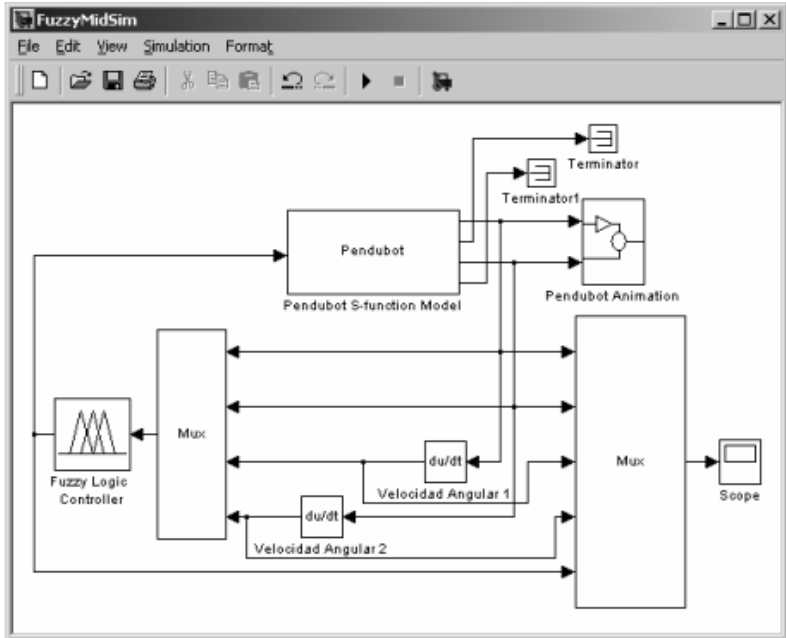 FuzzyMidSim
File Edit View Simulation Format
Terminator
Terminator1
Pendubot
Pendubot S-function Model
Pendubot Animation
Mux
Mux
Fuzzy Logic
Controller
du/dt
Velocidad Angular 1
du/dt
Velocidad Angular 2
Scope